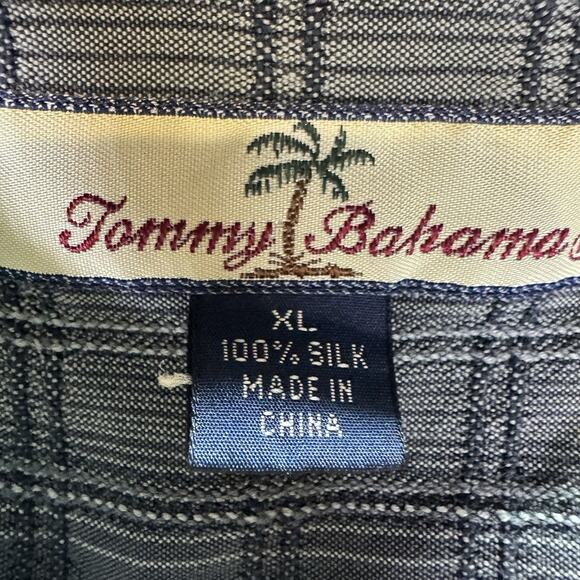 Tommy Bahama
XL
100% SILK
MADE IN
CHINA